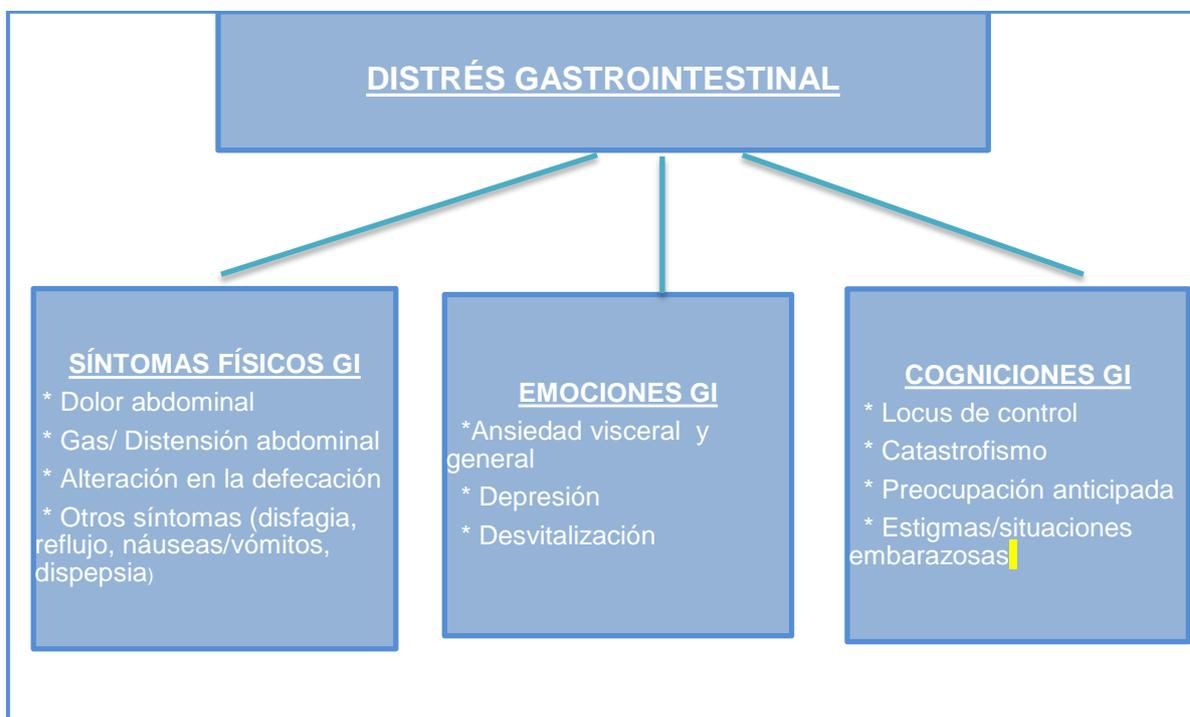 DISTRÉS GASTROINTESTINAL
SÍNTOMAS FÍSICOS GI
* Dolor abdominal
* Gas/ Distensión abdominal
* Alteración en la defecación
* Otros síntomas (disfagia,
reflujo, náuseas/vómitos,
dispepsia)
EMOCIONES GI
*Ansiedad visceral y
general
* Depresión
* Desvitalización
COGNICIONES GI
* Locus de control
* Catastrofismo
* Preocupación anticipada
* Estigmas/situaciones
embarazosas